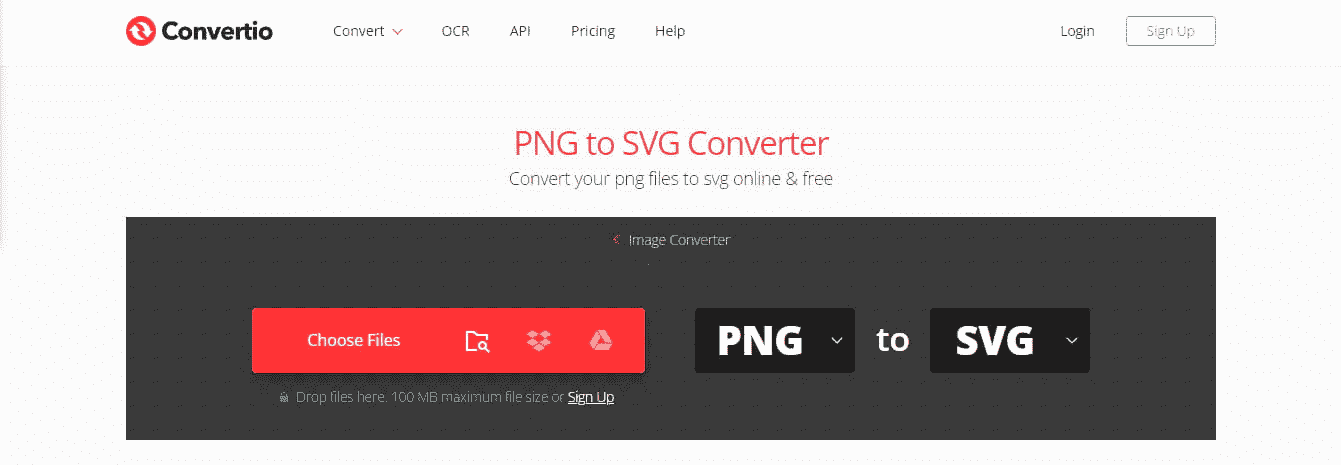 Convertio Convert OCR API Pricing Help Login Sign Up
PNG to SVG Converter
Convert your png files to svg online & free
Image Converter
Choose Files PNG to SVG
Drop files here. 100 MB maximum file size or Sign Up